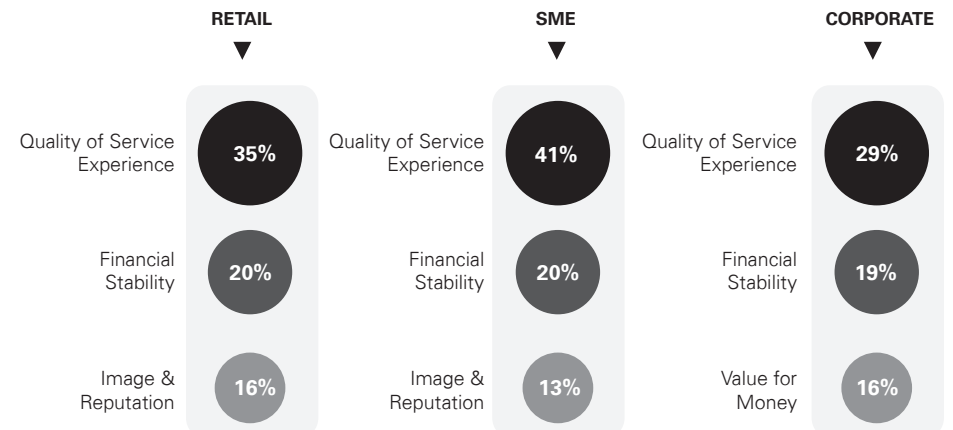 RETAIL
SME
CORPORATE
Quality of Service
Experience
35%
Quality of Service
Experience
41%
Quality of Service
Experience
29%
Financial
Stability
20%
Financial
Stability
20%
Financial
Stability
19%
Image &
Reputation
16%
Image &
Reputation
13%
Value for
Money
16%